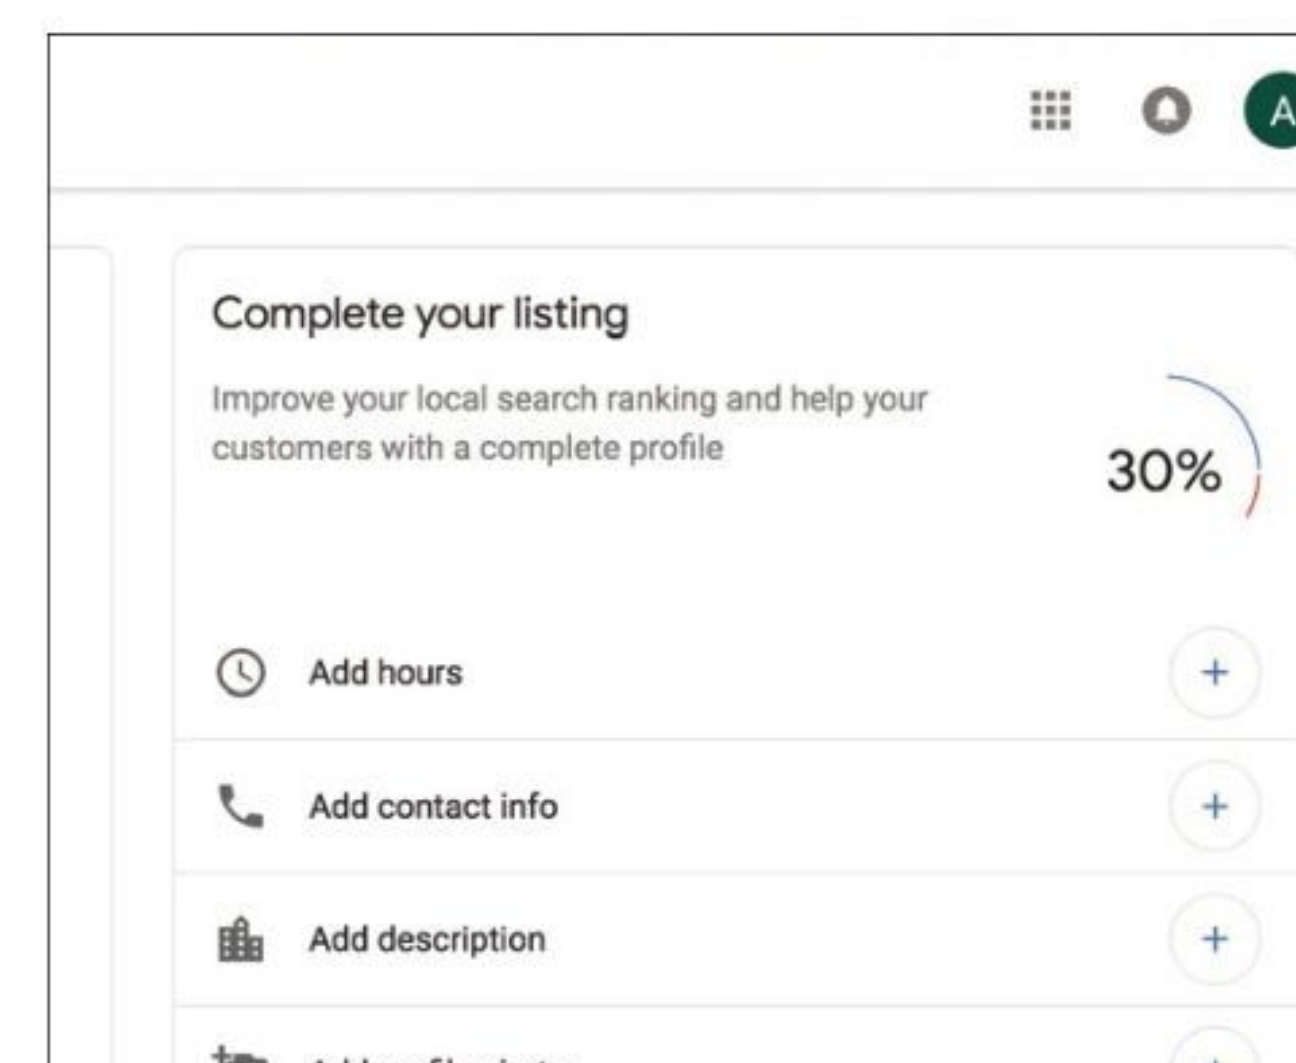 A
Complete your listing
Improve your local search ranking and help your
customers with a complete profile
30%
Add hours
Add contact info
Add description